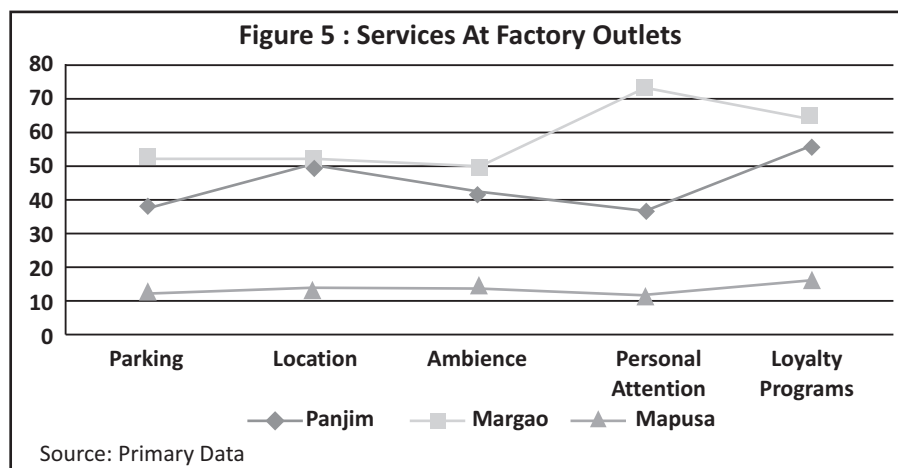 Figure 5 : Services At Factory Outlets
80
70
60
50
40
30
20
10
0
Parking Location Ambience Personal Attention Loyalty Programs
Panjim Margao Mapusa
Source: Primary Data